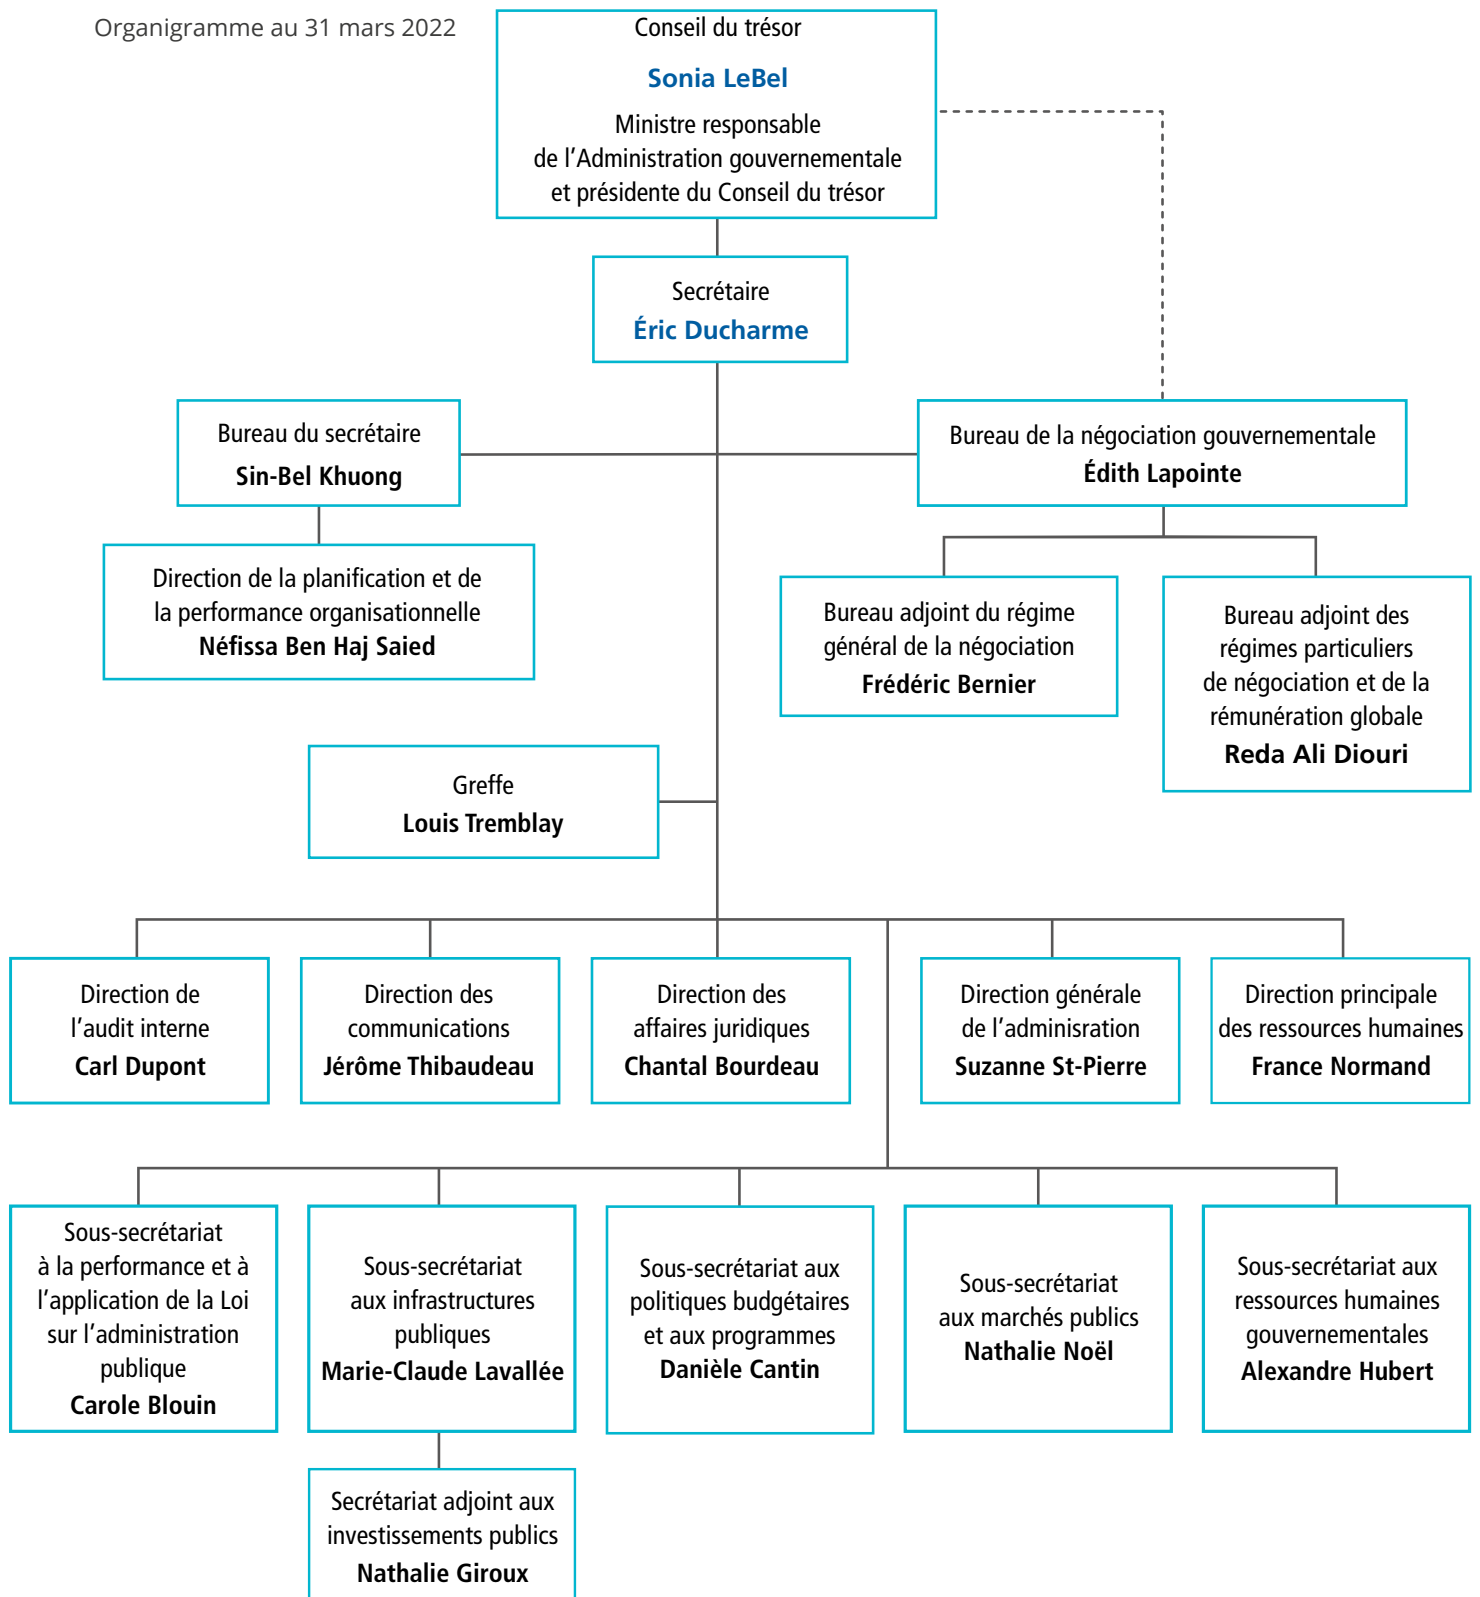 Organigramme au 31 mars 2022
Conseil du trésor
Sonia LeBel
Ministre responsable
de l'Administration gouvernementale
et présidente du Conseil du trésor
Secrétaire
Éric Ducharme
Bureau du secrétaire
Sin-Bel Khuong
Bureau de la négociation gouvernementale
Édith Lapointe
Direction de la planification et de
la performance organisationnelle
Néfissa Ben Haj Saied
Bureau adjoint du régime
général de la négociation
Frédéric Bernier
Bureau adjoint des
régimes particuliers
de négociation et de la
rémunération globale
Reda Ali Diouri
Greffe
Louis Tremblay
Direction de
l'audit interne
Carl Dupont
Direction des
communications
Jérôme Thibaudeau
Direction des
affaires juridiques
Chantal Bourdeau
Direction générale
de l'adminisration
Suzanne St-Pierre
Direction principale
des ressources humaines
France Normand
Sous-secrétariat
à la performance et à
l'application de la Loi
sur l'administration
publique
Carole Blouin
Sous-secrétariat
aux infrastructures
publiques
Marie-Claude Lavallée
Sous-secrétariat aux
politiques budgétaires
et aux programmes
Danièle Cantin
Sous-secrétariat
aux marchés publics
Nathalie Noël
Sous-secrétariat aux
ressources humaines
gouvernementales
Alexandre Hubert
Secrétariat adjoint aux
investissements publics
Nathalie Giroux